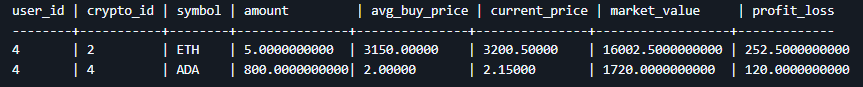 user_id | crypto_id | symbol | amount | avg_buy_price | current_price | market_value | profit_loss
--------+-----------+--------+--------------+---------------+---------------+------------------+-------------
4 | 2 | ETH | 5.0000000000 | 3150.00000 | 3200.50000 | 16002.5000000000 | 252.5000000000
4 | 4 | ADA | 800.0000000000| 2.00000 | 2.15000 | 1720.0000000000 | 120.0000000000